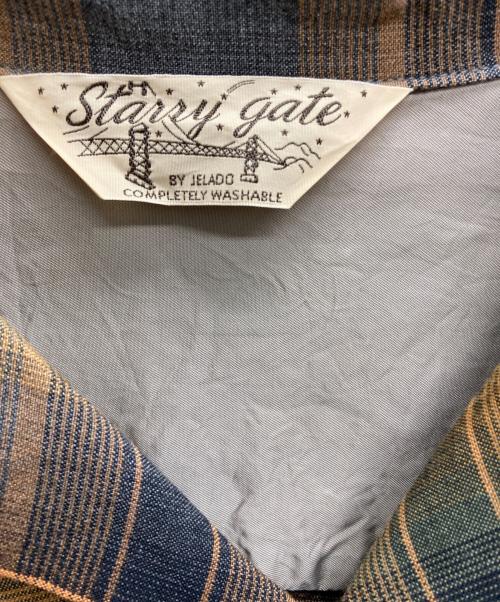 Starry gate
BY JELADO
COMPLETELY WASHABLE